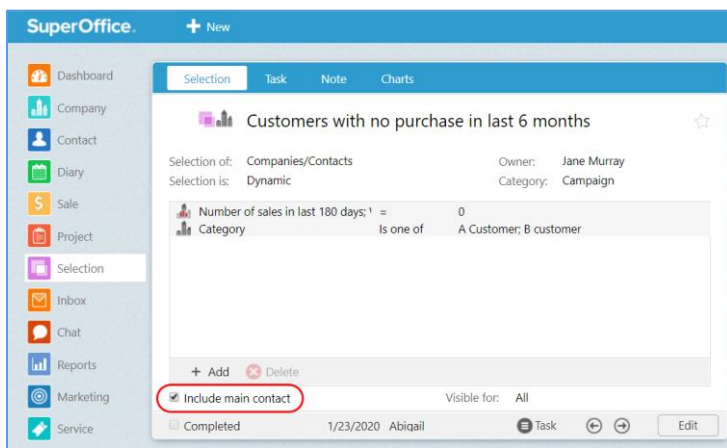 SuperOffice.
+ New
Dashboard
Company
Contact
Diary
Sale
Project
Selection
Inbox
Chat
Reports
Marketing
Service
Selection Task Note Charts
Customers with no purchase in last 6 months
Selection of: Companies/Contacts Owner: Jane Murray
Selection is: Dynamic Category: Campaign
Number of sales in last 180 days; = 0
Category Is one of A Customer; B customer
+ Add Delete
Include main contact Visible for: All
Completed 1/23/2020 Abigail Task Edit